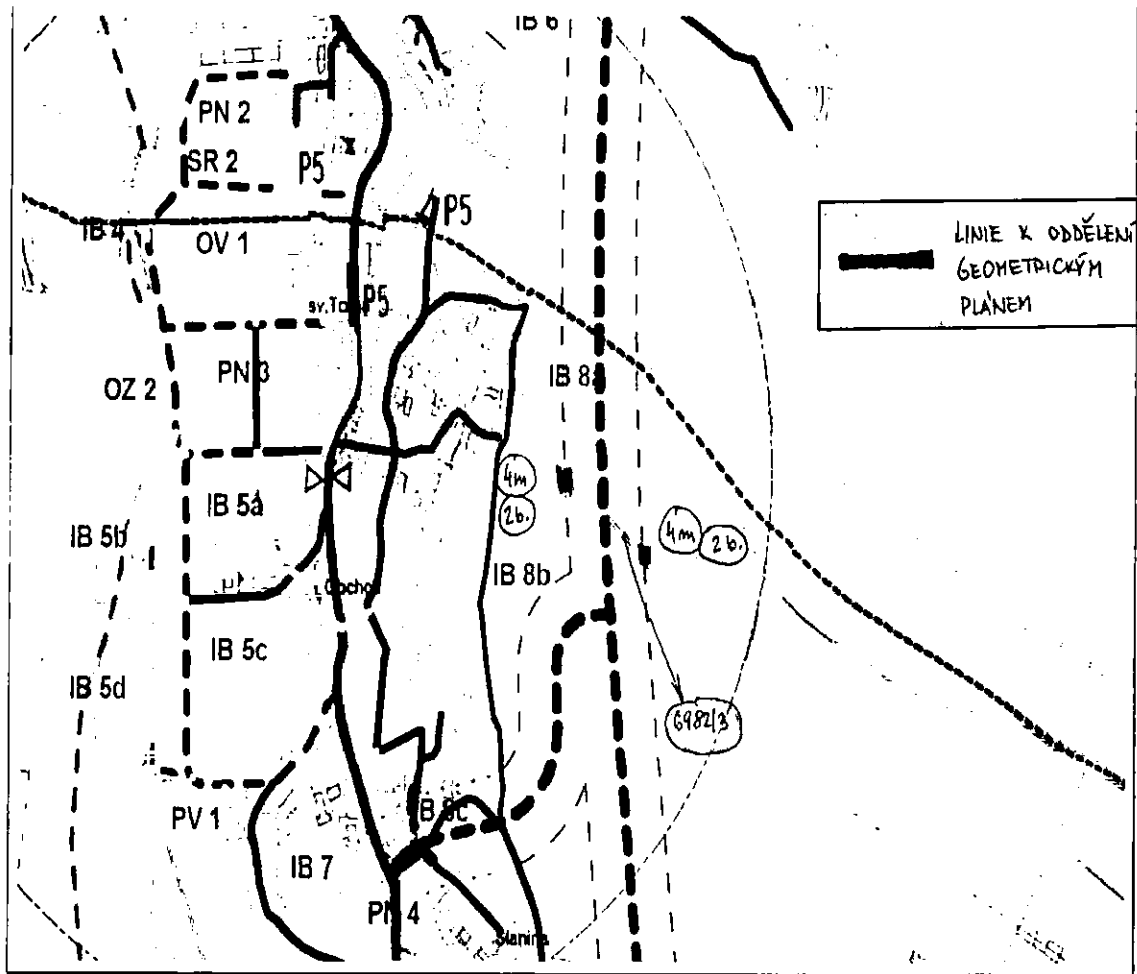 IB 6
PN 2
SR 2
P5
P5
IB 4
OV 1
LINIE K ODDĚLENÍ
GEOMETRICKÝM
PLÁNEM
P5
PN 3
OZ 2
IB 8a
4m
2b.
IB 5a
IB 5b
4m
2b.
IB 8b
IB 5c
IB 5d
6982/3
PV 1
IB 8c
IB 7
PN 4
Slanina